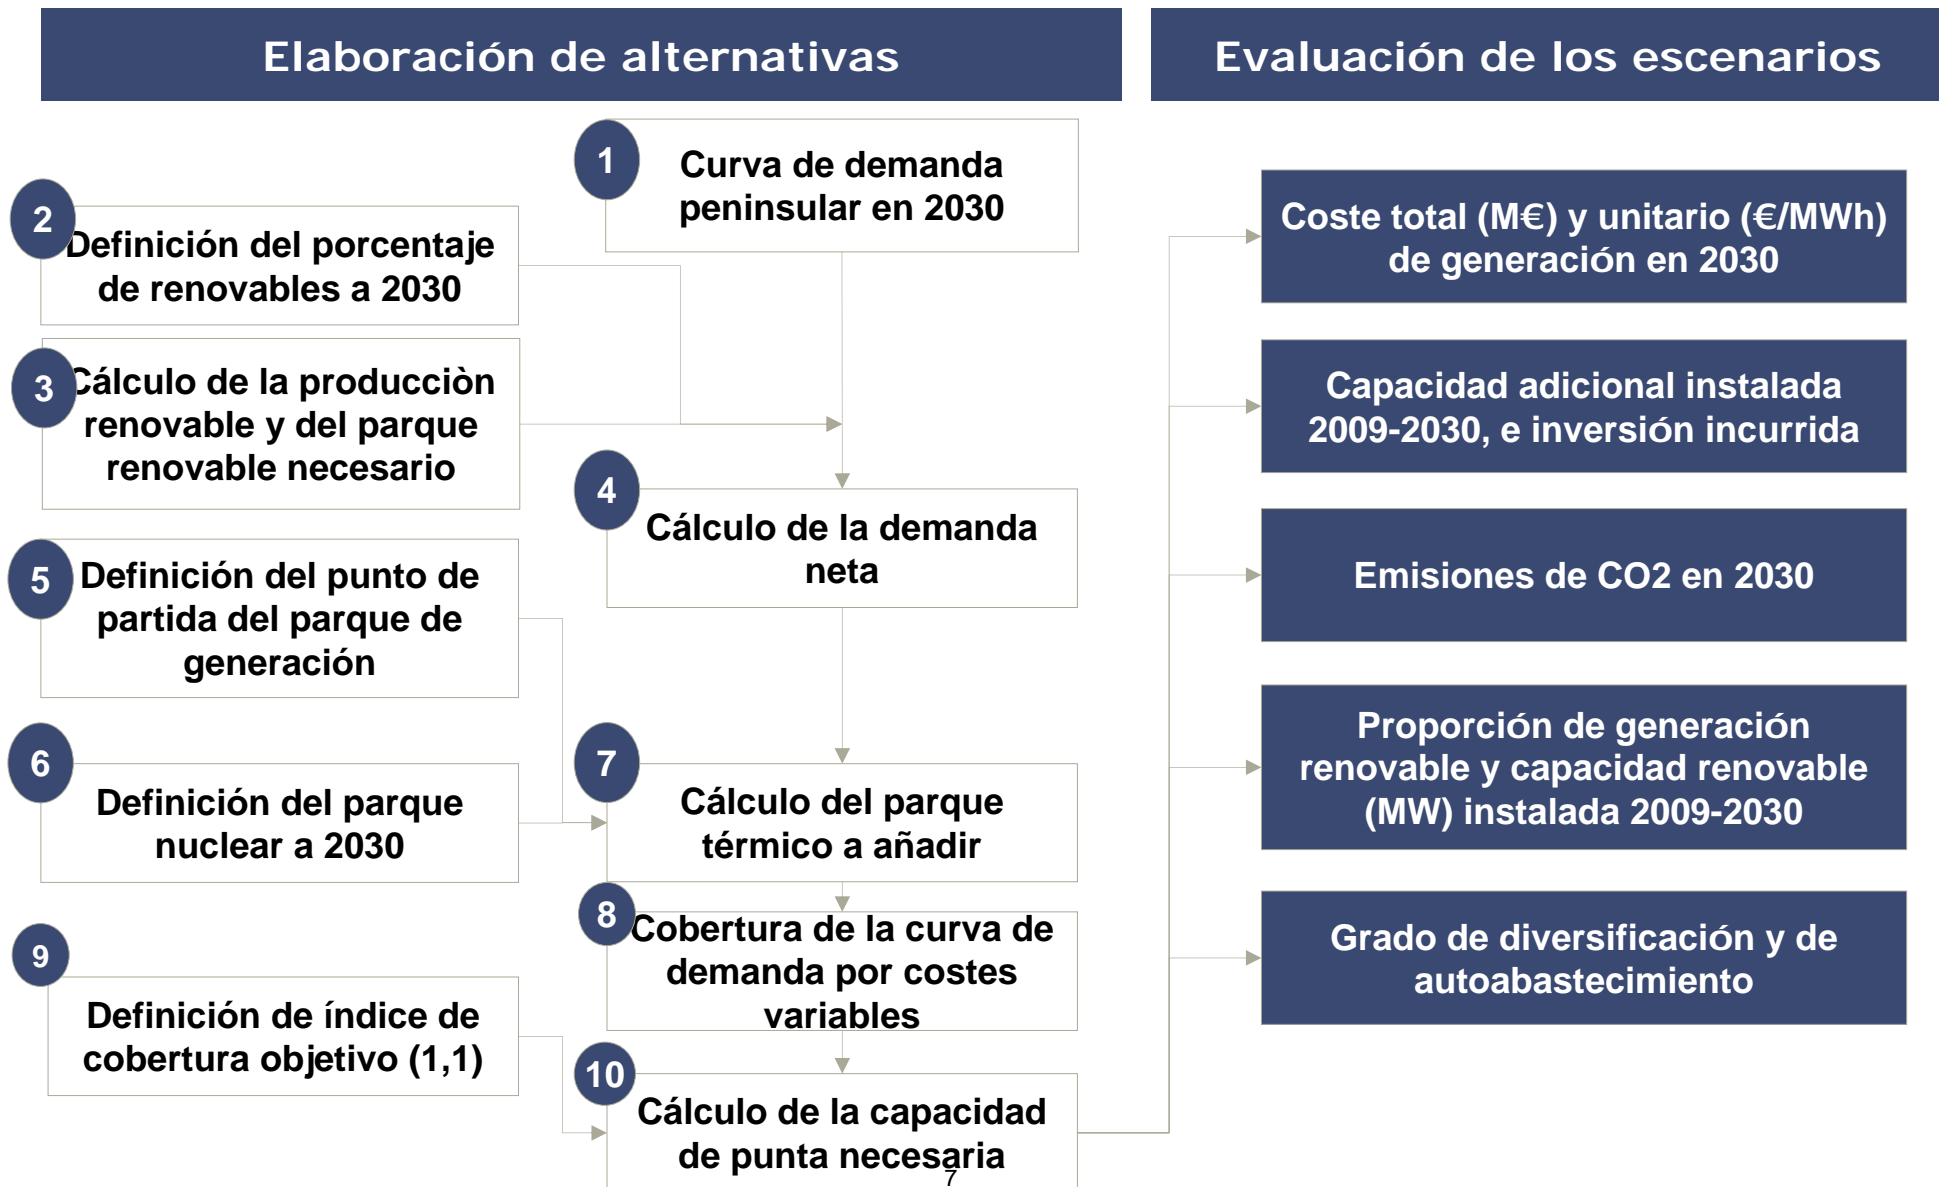 Elaboración de alternativas
Evaluación de los escenarios
1
Curva de demanda
peninsular en 2030
2
Definición del porcentaje
de renovables a 2030
3
Cálculo de la producciòn
renovable y del parque
renovable necesario
4
Cálculo de la demanda
neta
5
Definición del punto de
partida del parque de
generación
6
Definición del parque
nuclear a 2030
7
Cálculo del parque
térmico a añadir
8
Cobertura de la curva de
demanda por costes
variables
9
Definición de índice de
cobertura objetivo (1,1)
10
Cálculo de la capacidad
de punta necesaria
Coste total (M€) y unitario (€/MWh)
de generación en 2030
Capacidad adicional instalada
2009-2030, e inversión incurrida
Emisiones de CO2 en 2030
Proporción de generación
renovable y capacidad renovable
(MW) instalada 2009-2030
Grado de diversificación y de
autoabastecimiento
7